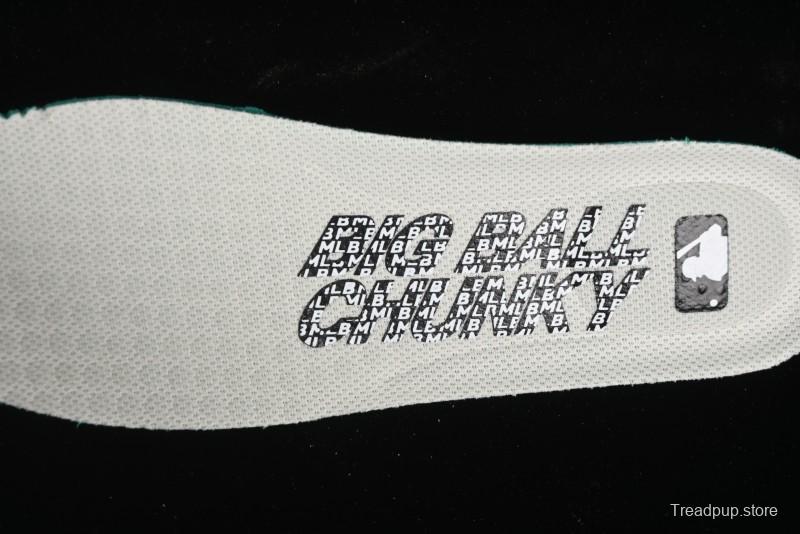 BIG BALL
CHUNKY
Treadpup.store